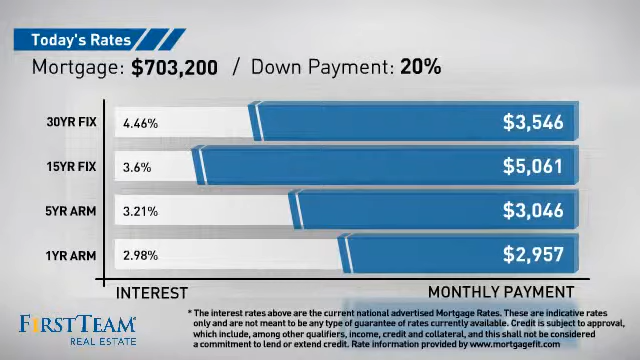 Today's Rates
Mortgage: $703,200 / Down Payment: 20%
30YR FIX 4.46% $3,546
15YR FIX 3.6% $5,061
5YR ARM 3.21% $3,046
1YR ARM 2.98% $2,957
INTEREST MONTHLY PAYMENT
* The interest rates above are the current national advertised Mortgage Rates. These are indicative rates
only and are not meant to be any type of guarantee of rates currently available. Credit is subject to approval,
which include, among other qualifiers, income, credit and collateral, and this shall not be considered
a commitment to lend or extend credit. Rate information provided by www.mortgagefit.com
FIRSTTEAM®
REAL ESTATE